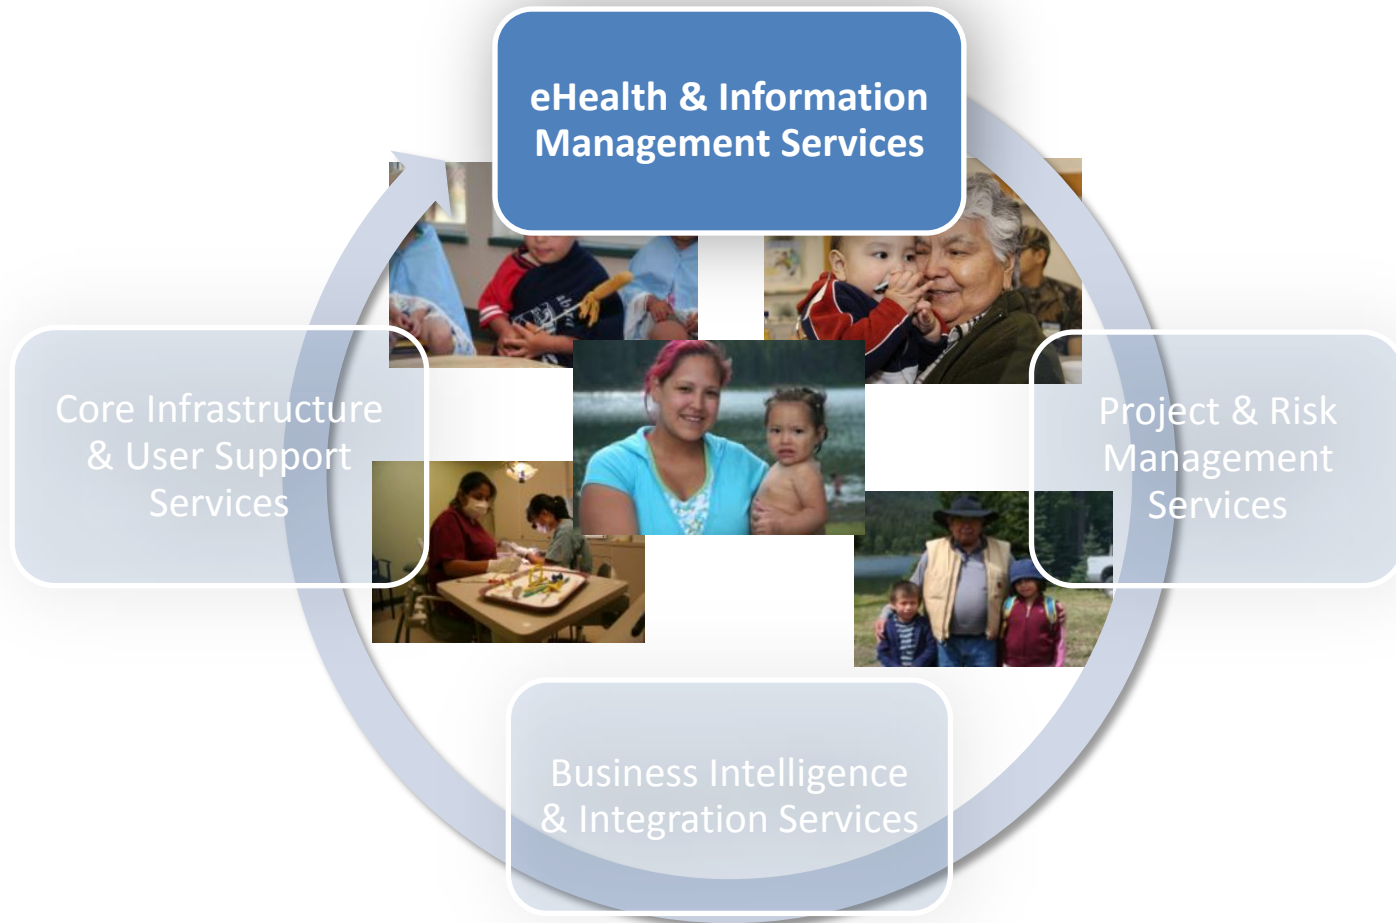 eHealth & Information
Management Services
Core Infrastructure
& User Support
Services
Project & Risk
Management
Services
Business Intelligence
& Integration Services